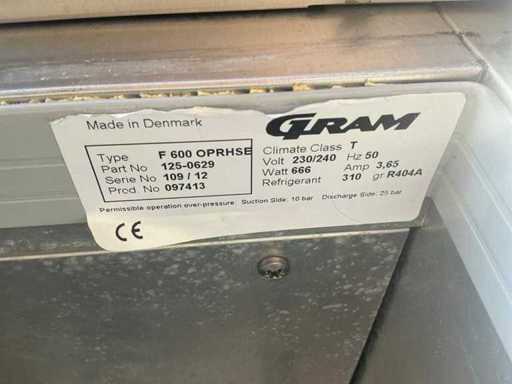 Made in Denmark
GRAM
Type F 600 OPRHSE
Part No 125-0629
Serie No 109 / 12
Prod. No 097413
Climate Class T
Volt 230/240 Hz 50
Watt 666 Amp 3,65
Refrigerant 310 gr R404A
Permissible operation over-pressure: Suction Side: 10 bar Discharge Side: 25 bar
CE